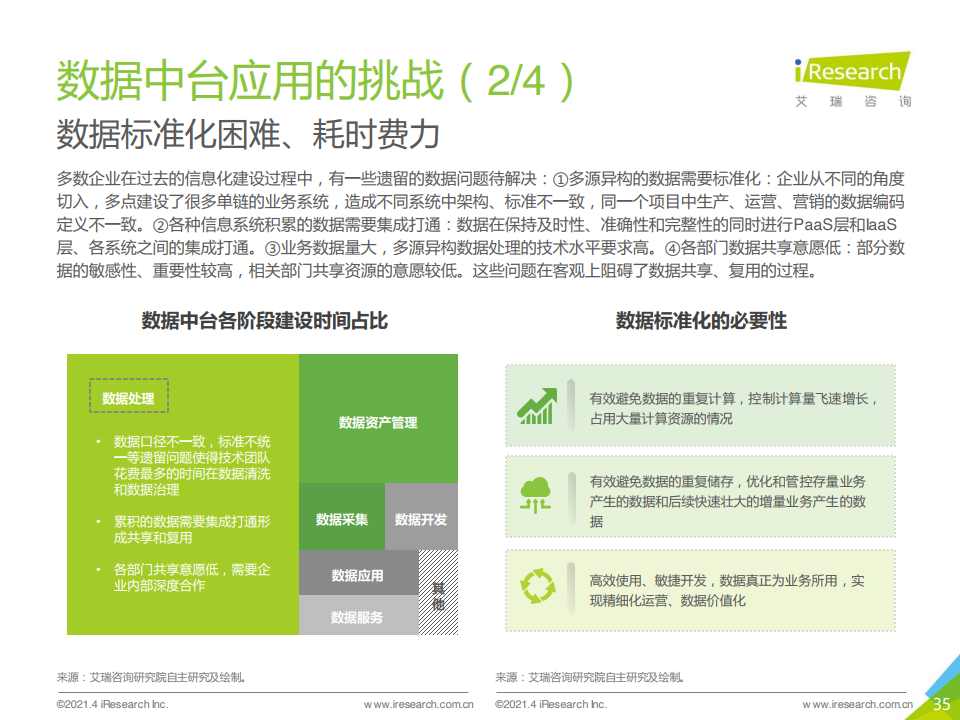 数据中台应用的挑战（2/4）
iResearch
艾 瑞 咨 询
数据标准化困难、耗时费力
多数企业在过去的信息化建设过程中，有一些遗留的数据问题待解决：①多源异构的数据需要标准化：企业从不同的角度
切入，多点建设了很多单链的业务系统，造成不同系统中架构、标准不一致，同一个项目中生产、运营、营销的数据编码
定义不一致。②各种信息系统积累的数据需要集成打通：数据在保持及时性、准确性和完整性的同时进行PaaS层和IaaS
层、各系统之间的集成打通。③业务数据量大，多源异构数据处理的技术水平要求高。④各部门数据共享意愿低：部分数
据的敏感性、重要性较高，相关部门共享资源的意愿较低。这些问题在客观上阻碍了数据共享、复用的过程。
数据中台各阶段建设时间占比
数据处理
• 数据口径不一致，标准不统
一等遗留问题使得技术团队
花费最多的时间在数据清洗
和数据治理
• 累积的数据需要集成打通形
成共享和复用
• 各部门共享意愿低，需要企
业内部深度合作
数据资产管理
数据采集
数据开发
数据应用
数据服务
其
他
数据标准化的必要性
有效避免数据的重复计算，控制计算量飞速增长，
占用大量计算资源的情况
有效避免数据的重复储存，优化和管控存量业务
产生的数据和后续快速壮大的增量业务产生的数
据
高效使用、敏捷开发，数据真正为业务所用，实
现精细化运营、数据价值化
来源：艾瑞咨询研究院自主研究及绘制。
来源：艾瑞咨询研究院自主研究及绘制。
©2021.4 iResearch Inc.
www.iresearch.com.cn
©2021.4 iResearch Inc.
www.iresearch.com.cn
35